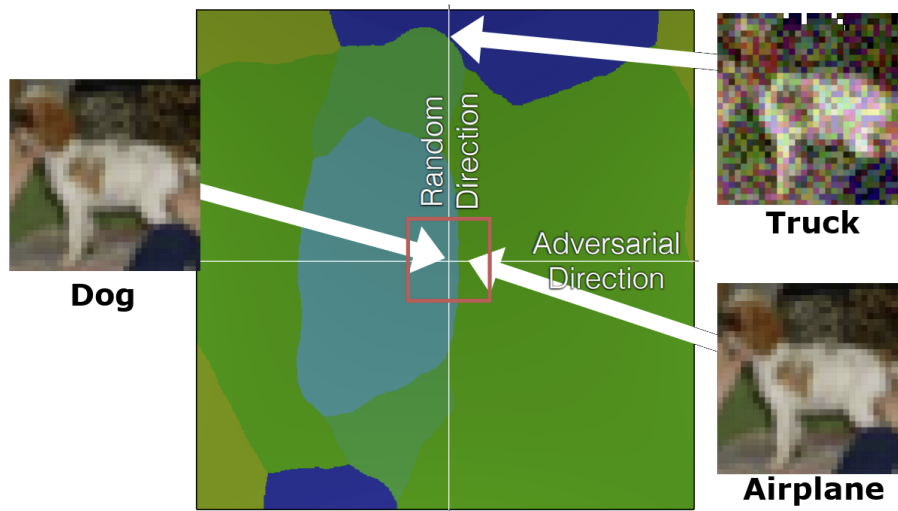 Dog
Random
Direction
Adversarial
Direction
Truck
Airplane